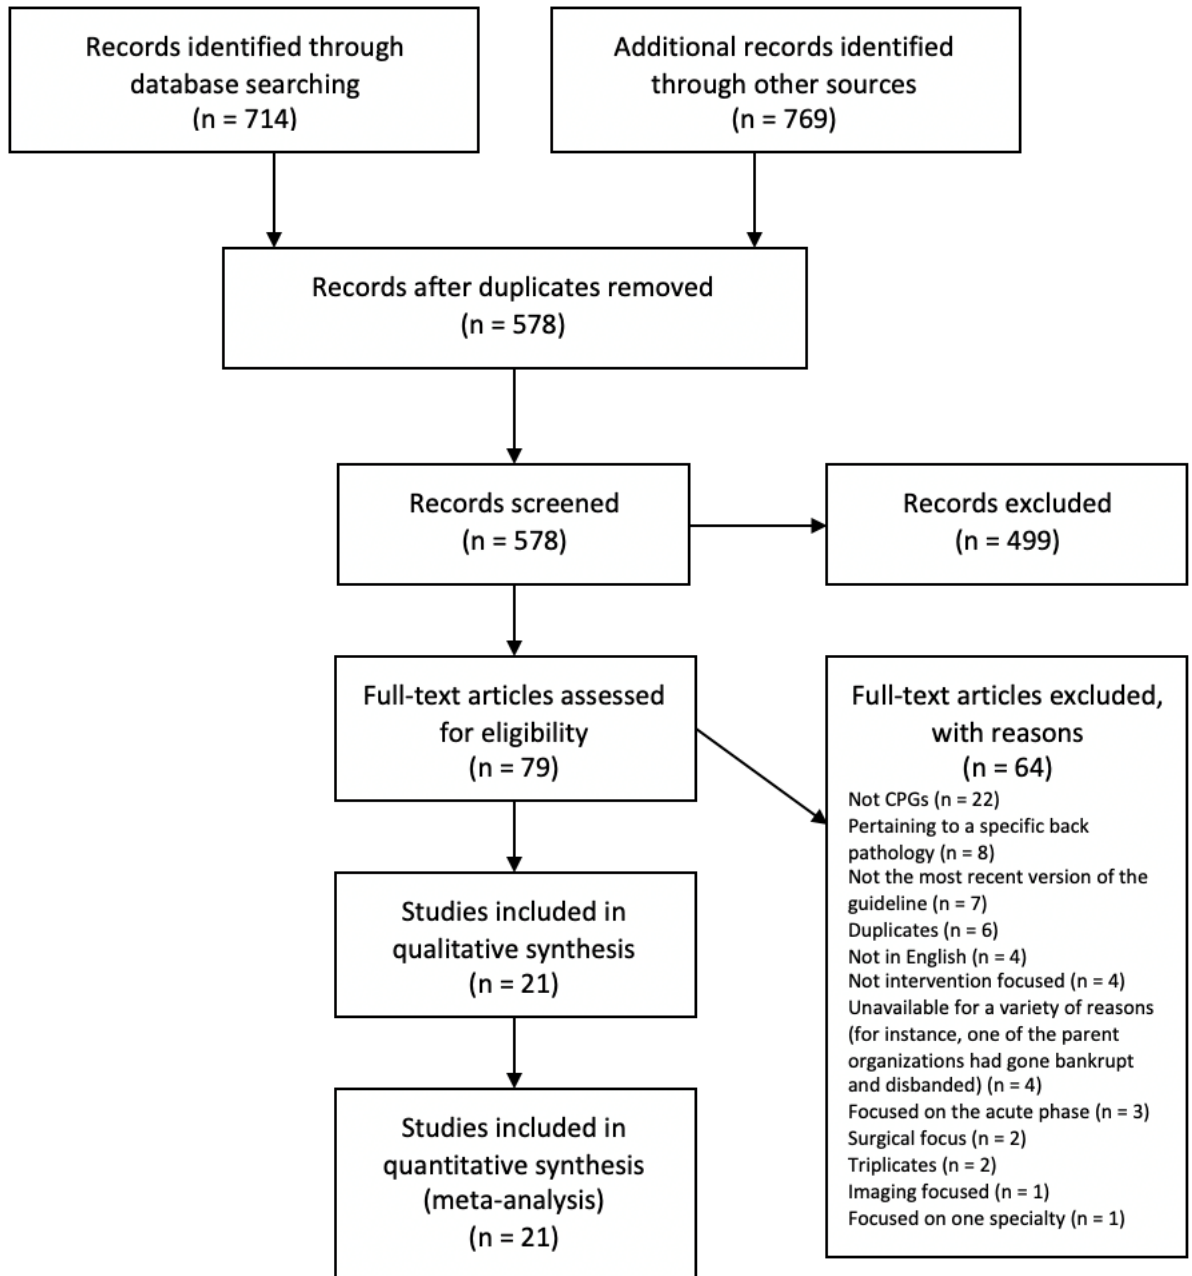 Records identified through
database searching
(n = 714)
Additional records identified
through other sources
(n = 769)
Records after duplicates removed
(n = 578)
Records screened
(n = 578)
Records excluded
(n = 499)
Full-text articles assessed
for eligibility
(n = 79)
Full-text articles excluded,
with reasons
(n = 64)
Not CPGs (n = 22)
Pertaining to a specific back
pathology (n = 8)
Not the most recent version of the
guideline (n = 7)
Duplicates (n = 6)
Not in English (n = 4)
Not intervention focused (n = 4)
Unavailable for a variety of reasons
(for instance, one of the parent
organizations had gone bankrupt
and disbanded) (n = 4)
Focused on the acute phase (n = 3)
Surgical focus (n = 2)
Triplicates (n = 2)
Imaging focused (n = 1)
Focused on one specialty (n = 1)
Studies included in
qualitative synthesis
(n = 21)
Studies included in
quantitative synthesis
(meta-analysis)
(n = 21)